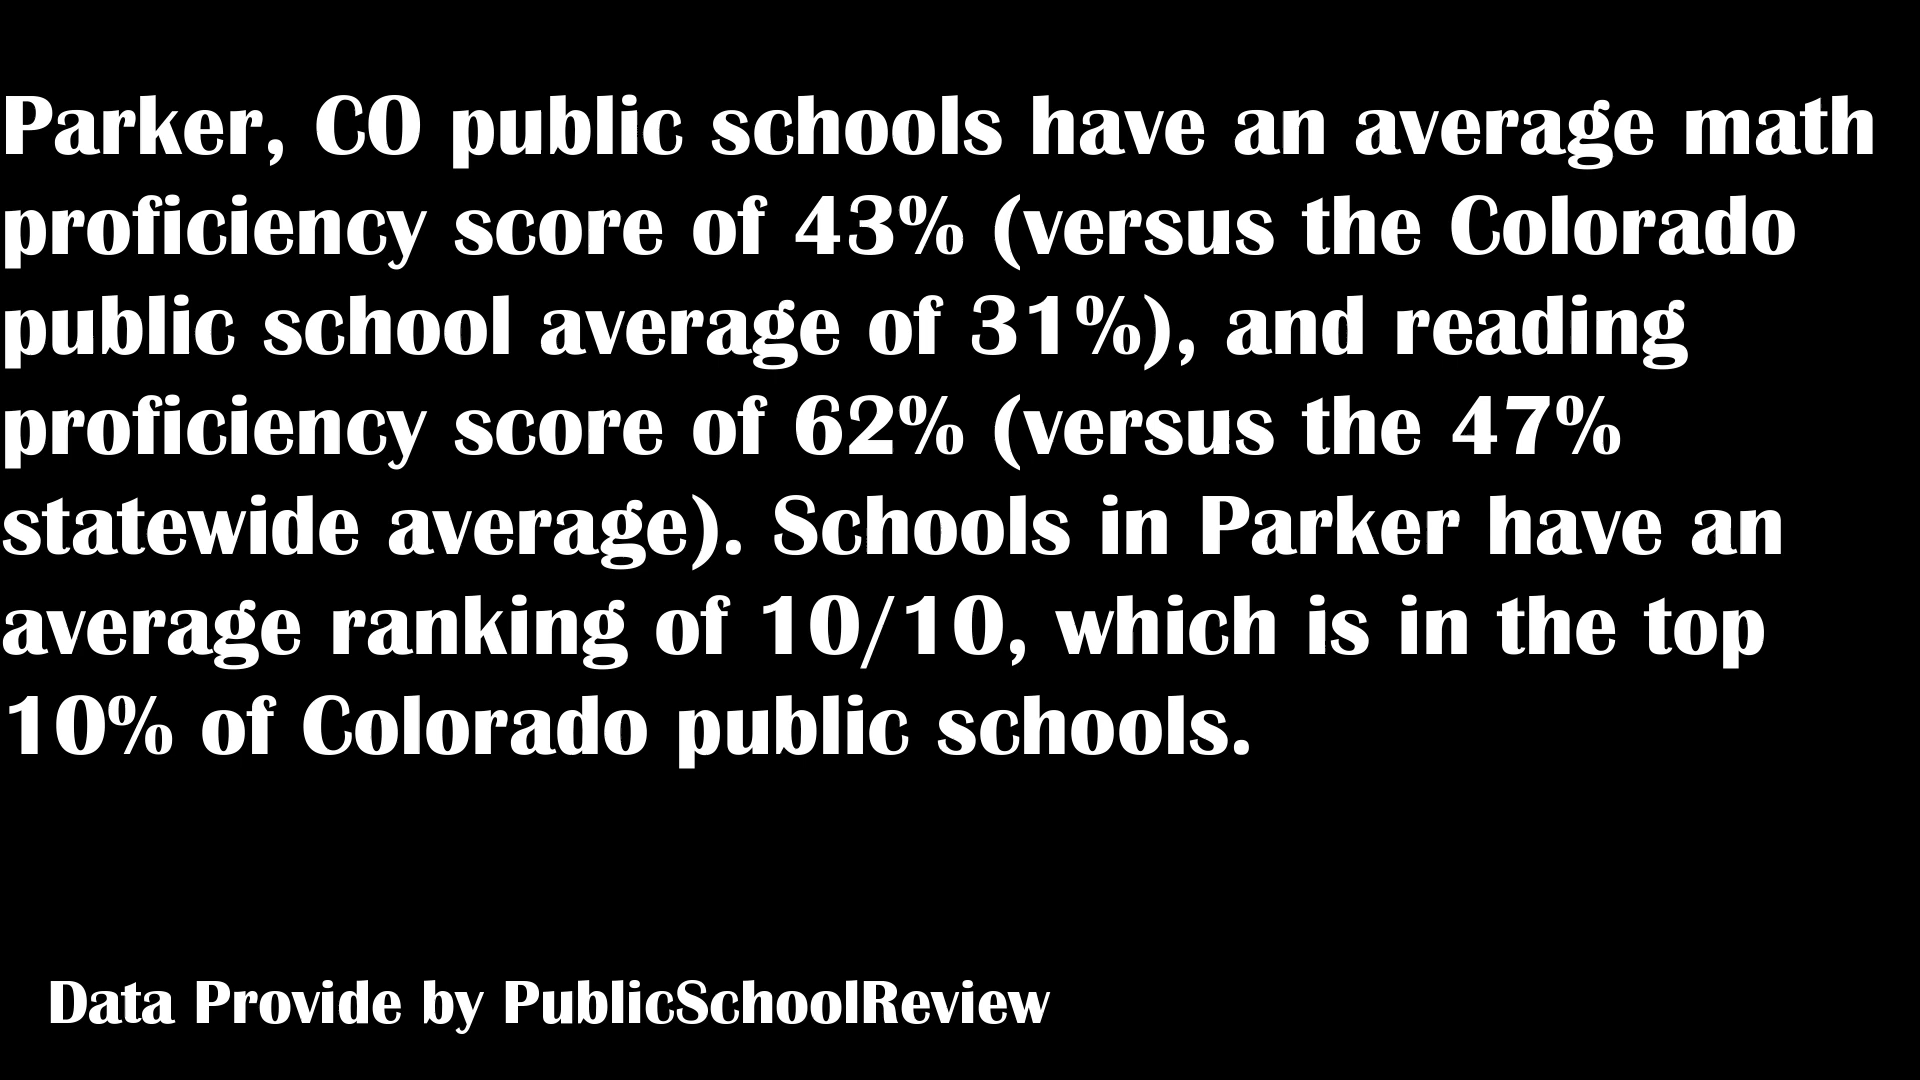 Parker, CO public schools have an average math
proficiency score of 43% (versus the Colorado
public school average of 31%), and reading
proficiency score of 62% (versus the 47%
statewide average). Schools in Parker have an
average ranking of 10/10, which is in the top
10% of Colorado public schools.
Data Provide by PublicSchoolReview